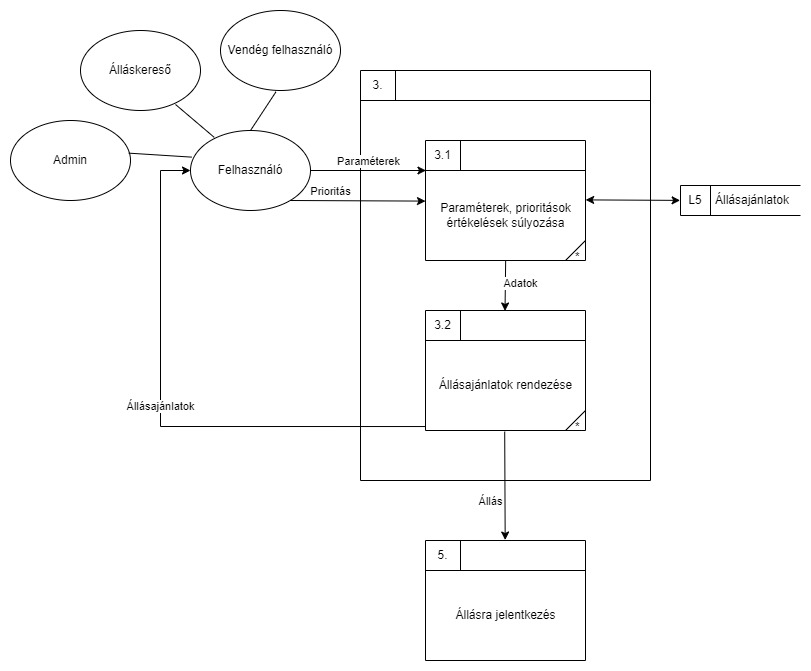 Vendég felhasználó
Álláskereső
3.
Admin
3.1
Paraméterek
Felhasználó
Prioritás
Paraméterek, prioritások
értékelések súlyozása
L5
Állásajánlatok
*
Adatok
3.2
Állásajánlatok rendezése
Állásajánlatok
*
Állás
5.
Állásra jelentkezés